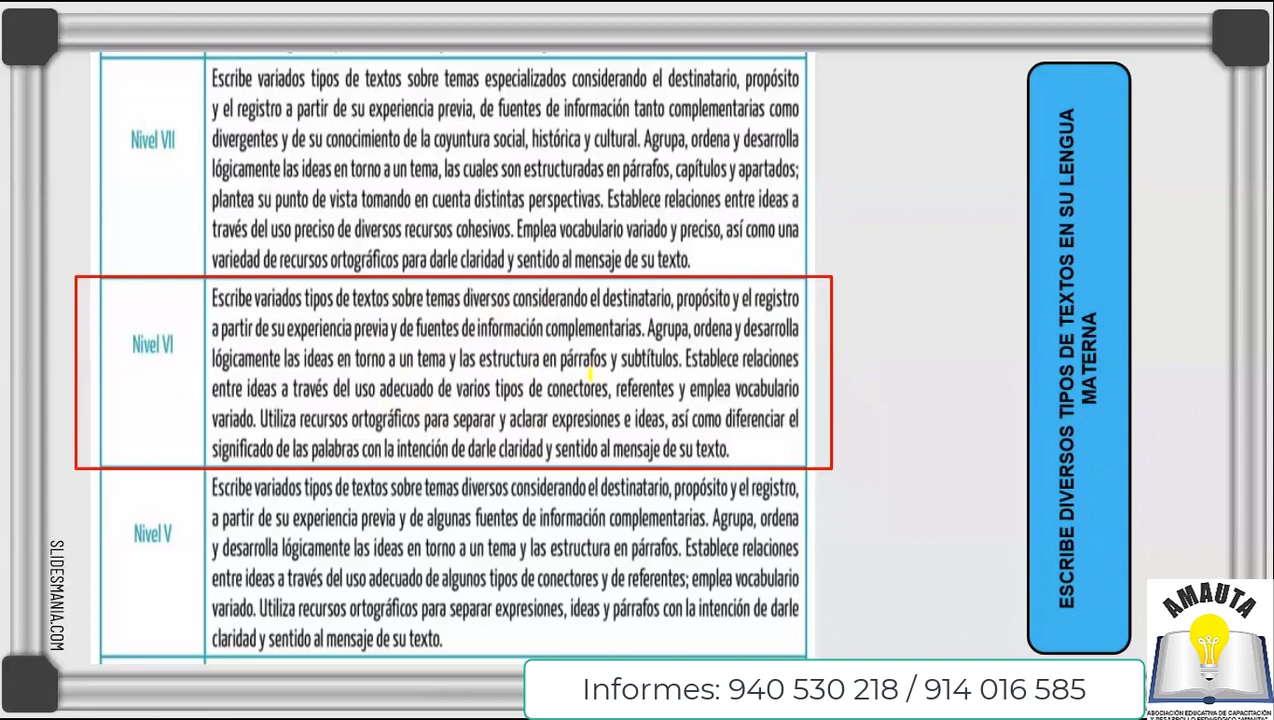 Nivel VII
Escribe variados tipos de textos sobre temas especializados considerando el destinatario, propósito
y el registro a partir de su experiencia previa, de fuentes de información tanto complementarias como
divergentes y de su conocimiento de la coyuntura social, histórica y cultural. Agrupa, ordena y desarrolla
lógicamente las ideas en torno a un tema, las cuales son estructuradas en párrafos, capítulos y apartados;
plantea su punto de vista tomando en cuenta distintas perspectivas. Establece relaciones entre ideas a
través del uso preciso de diversos recursos cohesivos. Emplea vocabulario variado y preciso, así como una
variedad de recursos ortográficos para darle claridad y sentido al mensaje de su texto.
Nivel VI
Escribe variados tipos de textos sobre temas diversos considerando el destinatario, propósito y el registro
a partir de su experiencia previa y de fuentes de información complementarias. Agrupa, ordena y desarrolla
lógicamente las ideas en torno a un tema y las estructura en párrafos y subtítulos. Establece relaciones
entre ideas a través del uso adecuado de varios tipos de conectores, referentes y emplea vocabulario
variado. Utiliza recursos ortográficos para separar y aclarar expresiones e ideas, así como diferenciar el
significado de las palabras con la intención de darle claridad y sentido al mensaje de su texto.
Nivel V
Escribe variados tipos de textos sobre temas diversos considerando el destinatario, propósito y el registro,
a partir de su experiencia previa y de algunas fuentes de información complementarias. Agrupa, ordena
y desarrolla lógicamente las ideas en torno a un tema y las estructura en párrafos. Establece relaciones
entre ideas a través del uso adecuado de algunos tipos de conectores y de referentes; emplea vocabulario
variado. Utiliza recursos ortográficos para separar expresiones, ideas y párrafos con la intención de darle
claridad y sentido al mensaje de su texto.
ESCRIBE DIVERSOS TIPOS DE TEXTOS EN SU LENGUA
MATERNA
SLIDESMANIA.COM
Informes: 940 530 218 / 914 016 585
AMAUTA
ASOCIACIÓN EDUCATIVA DE CAPACITACIÓN
Y DESARROLLO PEDAGÓGICO "AMAUTA"